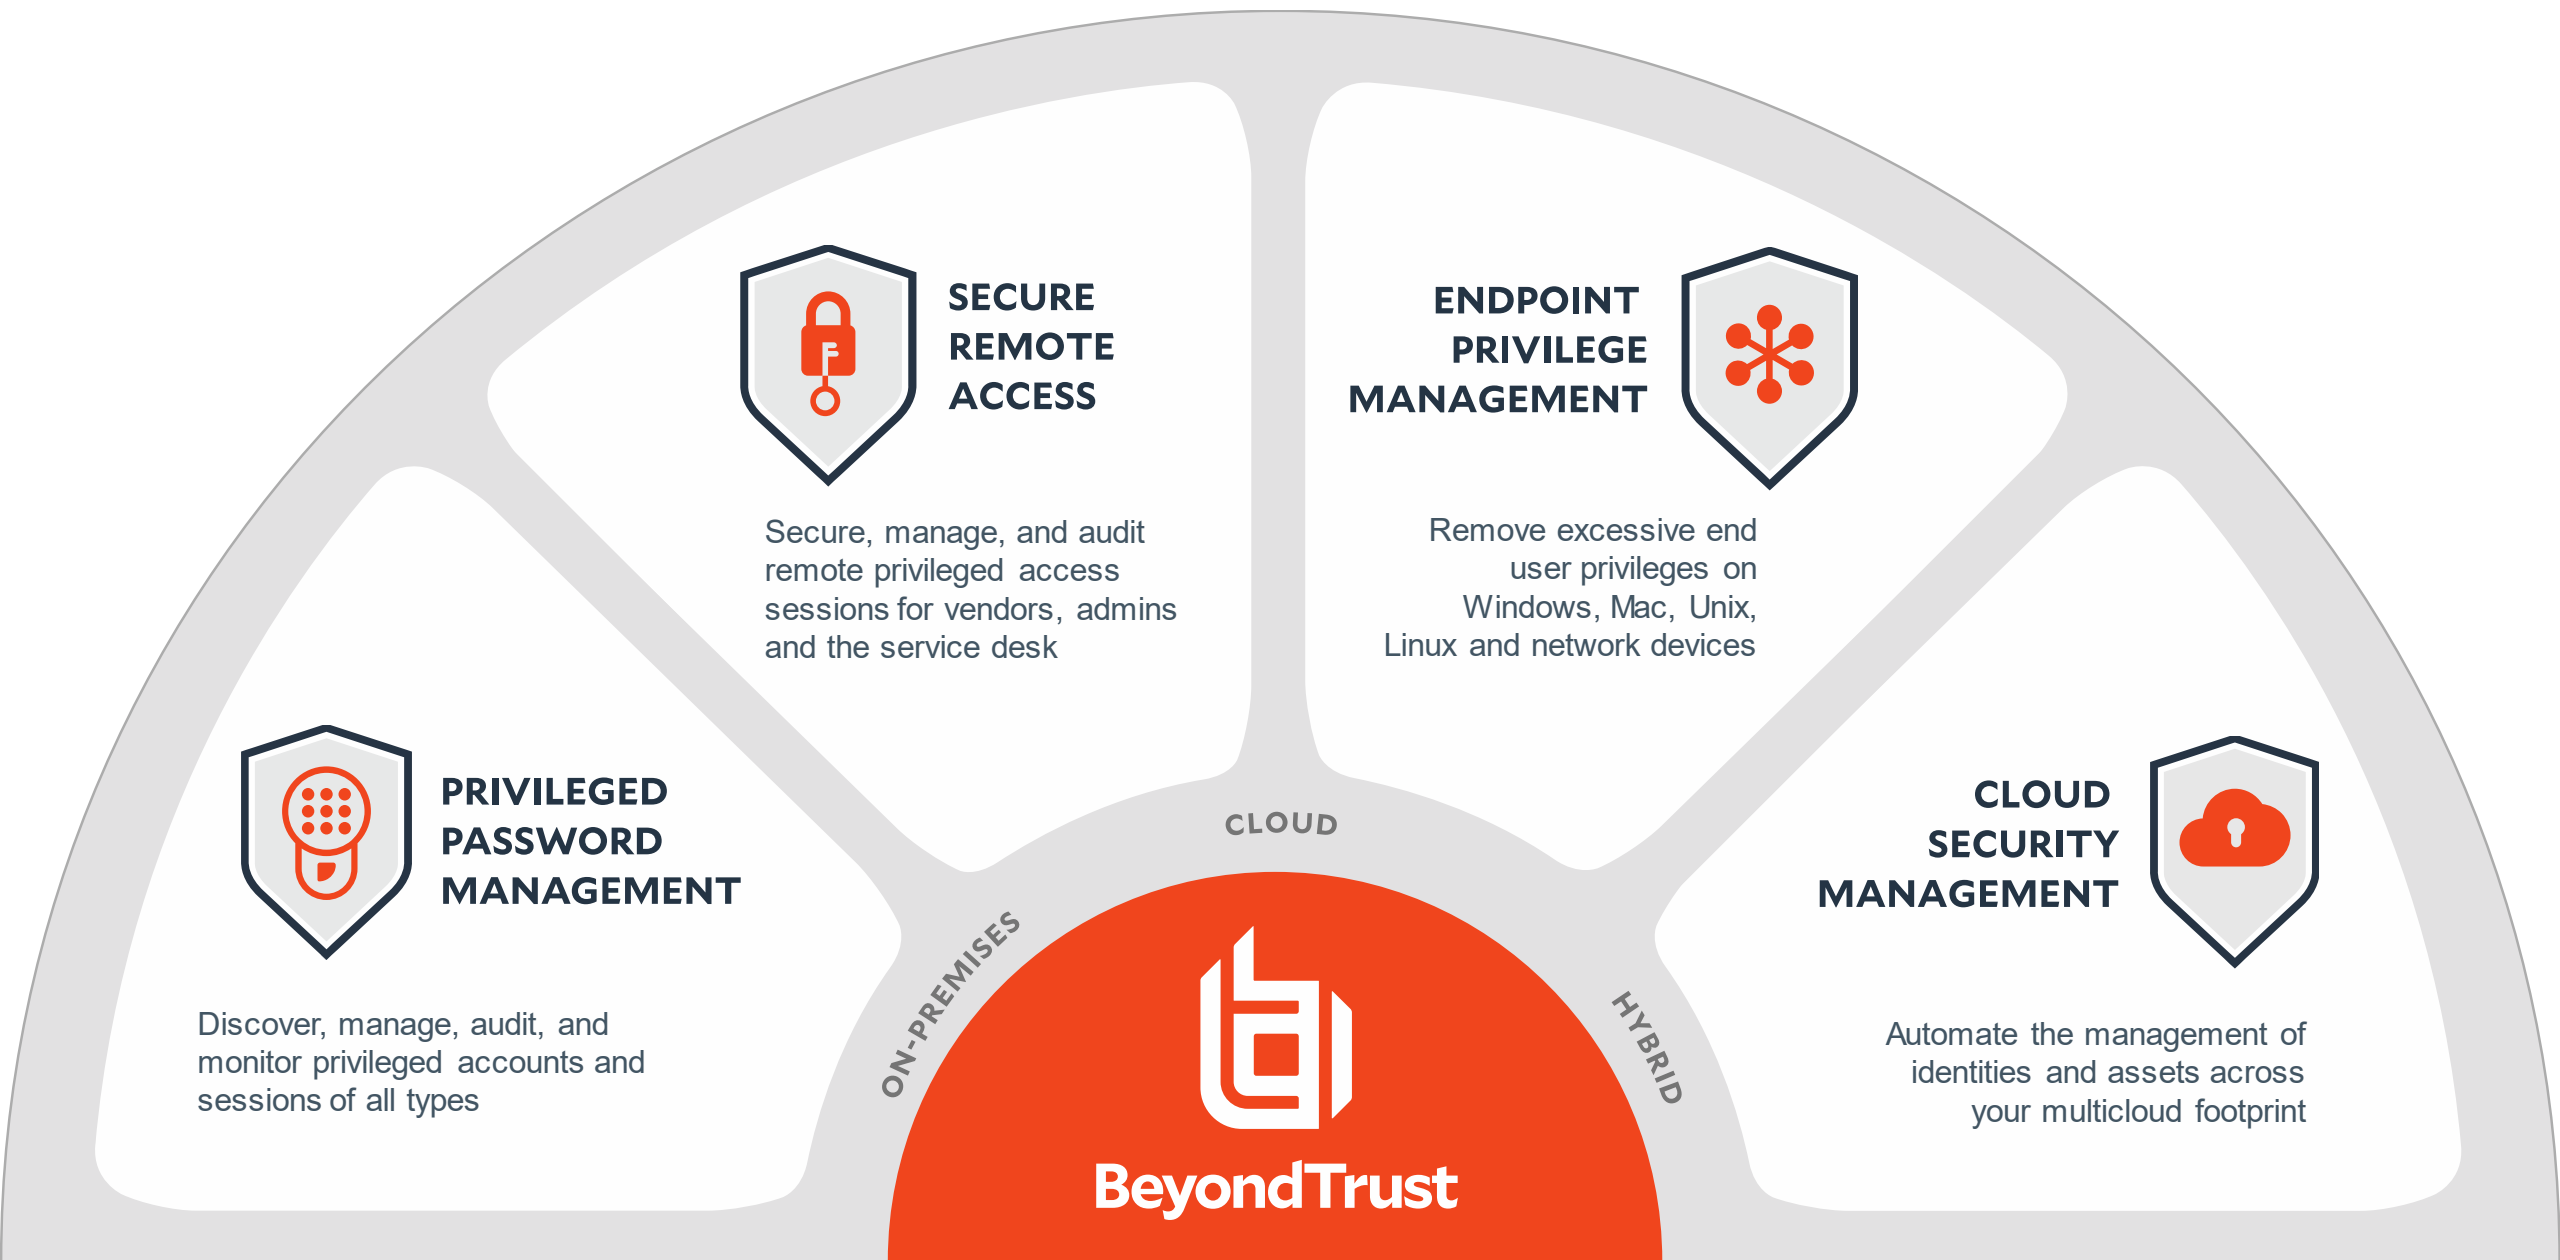 SECURE
REMOTE
ACCESS
Secure, manage, and audit
remote privileged access
sessions for vendors, admins
and the service desk
ENDPOINT
PRIVILEGE
MANAGEMENT
Remove excessive end
user privileges on
Windows, Mac, Unix,
Linux and network devices
PRIVILEGED
PASSWORD
MANAGEMENT
Discover, manage, audit, and
monitor privileged accounts and
sessions of all types
CLOUD
SECURITY
MANAGEMENT
Automate the management of
identities and assets across
your multicloud footprint
ON-PREMISES
CLOUD
HYBRID
BeyondTrust